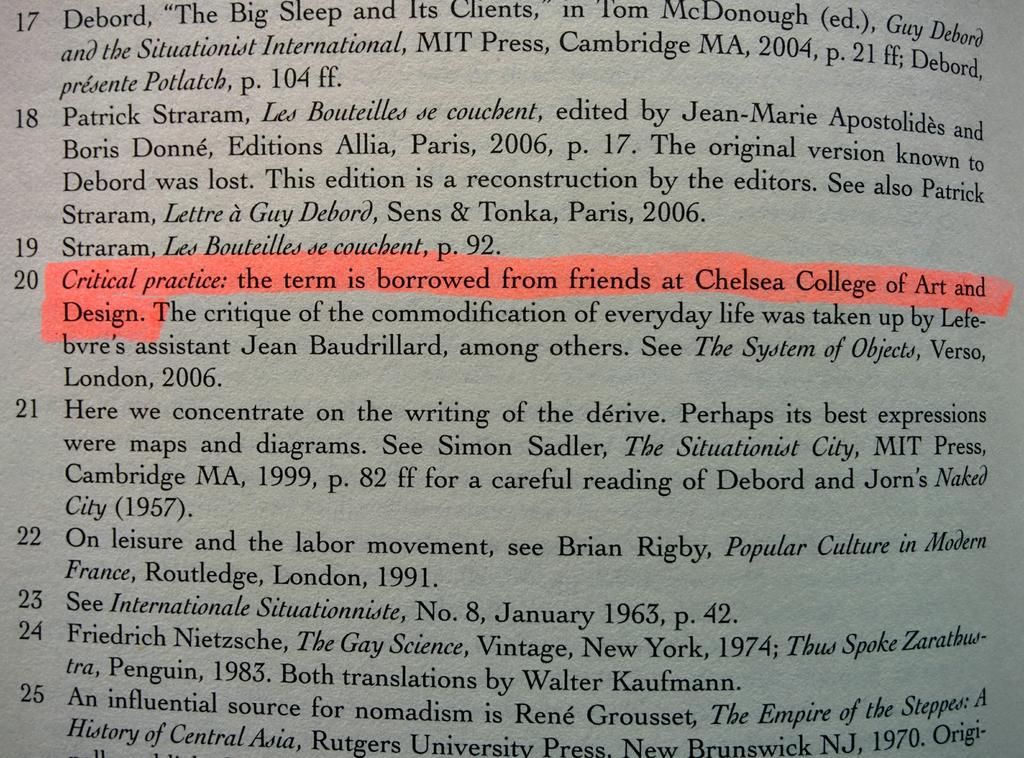 17 Debord, “The Big Sleep and Its Clients,” in Tom McDonough (ed.), Guy Debord
and the Situationist International, MIT Press, Cambridge MA, 2004, p. 21 ff; Debord,
présente Potlatch, p. 104 ff.
18 Patrick Straram, Les Bouteilles se couchent, edited by Jean-Marie Apostolidès and
Boris Donné, Editions Allia, Paris, 2006, p. 17. The original version known to
Debord was lost. This edition is a reconstruction by the editors. See also Patrick
Straram, Lettre à Guy Debord, Sens & Tonka, Paris, 2006.
19 Straram, Les Bouteilles se couchent, p. 92.
20 Critical practice: the term is borrowed from friends at Chelsea College of Art and
Design. The critique of the commodification of everyday life was taken up by Lefe-
bvre’s assistant Jean Baudrillard, among others. See The System of Objects, Verso,
London, 2006.
21 Here we concentrate on the writing of the dérive. Perhaps its best expressions
were maps and diagrams. See Simon Sadler, The Situationist City, MIT Press,
Cambridge MA, 1999, p. 82 ff for a careful reading of Debord and Jorn’s Naked
City (1957).
22 On leisure and the labor movement, see Brian Rigby, Popular Culture in Modern
France, Routledge, London, 1991.
23 See Internationale Situationniste, No. 8, January 1963, p. 42.
24 Friedrich Nietzsche, The Gay Science, Vintage, New York, 1974; Thus Spoke Zarathus-
tra, Penguin, 1983. Both translations by Walter Kaufmann.
25 An influential source for nomadism is René Grousset, The Empire of the Steppes: A
History of Central Asia, Rutgers University Press, New Brunswick NJ, 1970. Origi-